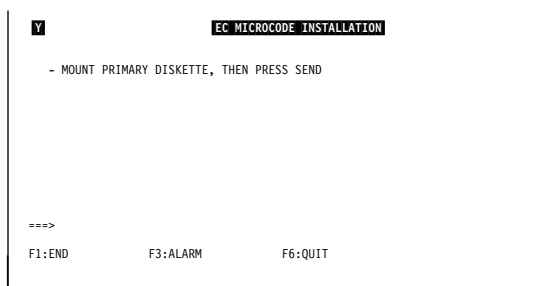 Y EC MICROCODE INSTALLATION
- MOUNT PRIMARY DISKETTE, THEN PRESS SEND
===>
F1:END F3:ALARM F6:QUIT